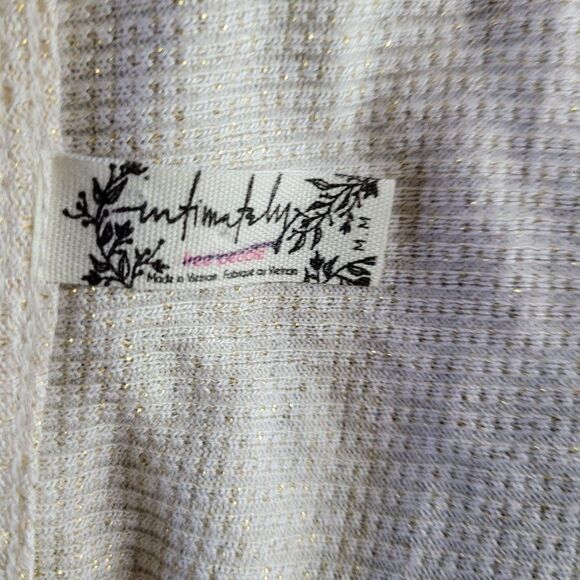 intimately
free people
Made in Vietnam Fabriqué au Vietnam
M M